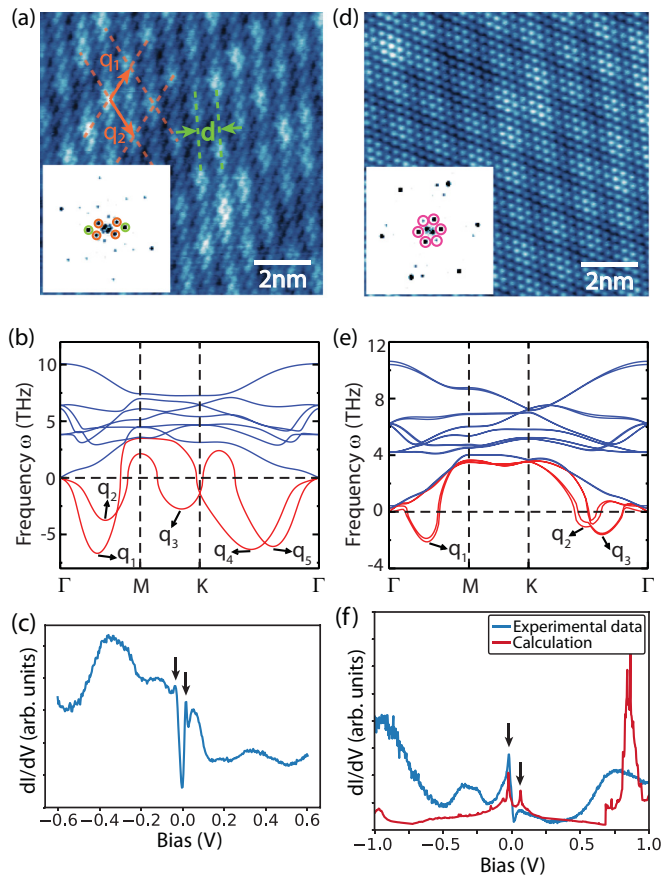 (a)
q1
q2
d
2nm
(d)
2nm
(b)
Frequency ω (THz)
10
5
0
-5
q2
q1
q3
q4
q5
Γ
M
K
Γ
(e)
Frequency ω (THz)
12
8
4
0
-4
q1
q2
q3
Γ
M
K
Γ
(c)
dI/dV (arb. units)
−0.6
−0.4
−0.2
0.0
0.2
0.4
0.6
Bias (V)
(f)
Experimental data
Calculation
dI/dV (arb. units)
-1.0
-0.5
0.0
0.5
1.0
Bias (V)